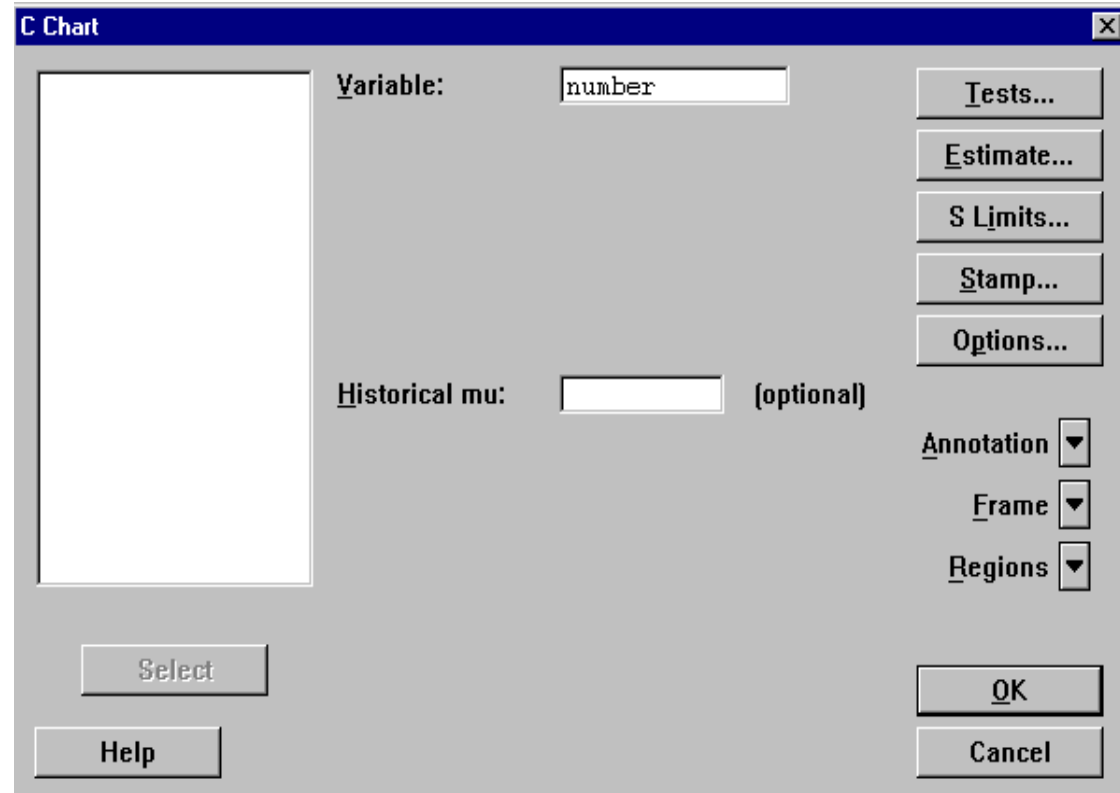 C Chart
Variable:
number
Tests...
Estimate...
S Limits...
Stamp...
Options...
Historical mu:
(optional)
Annotation
Frame
Regions
Select
OK
Help
Cancel